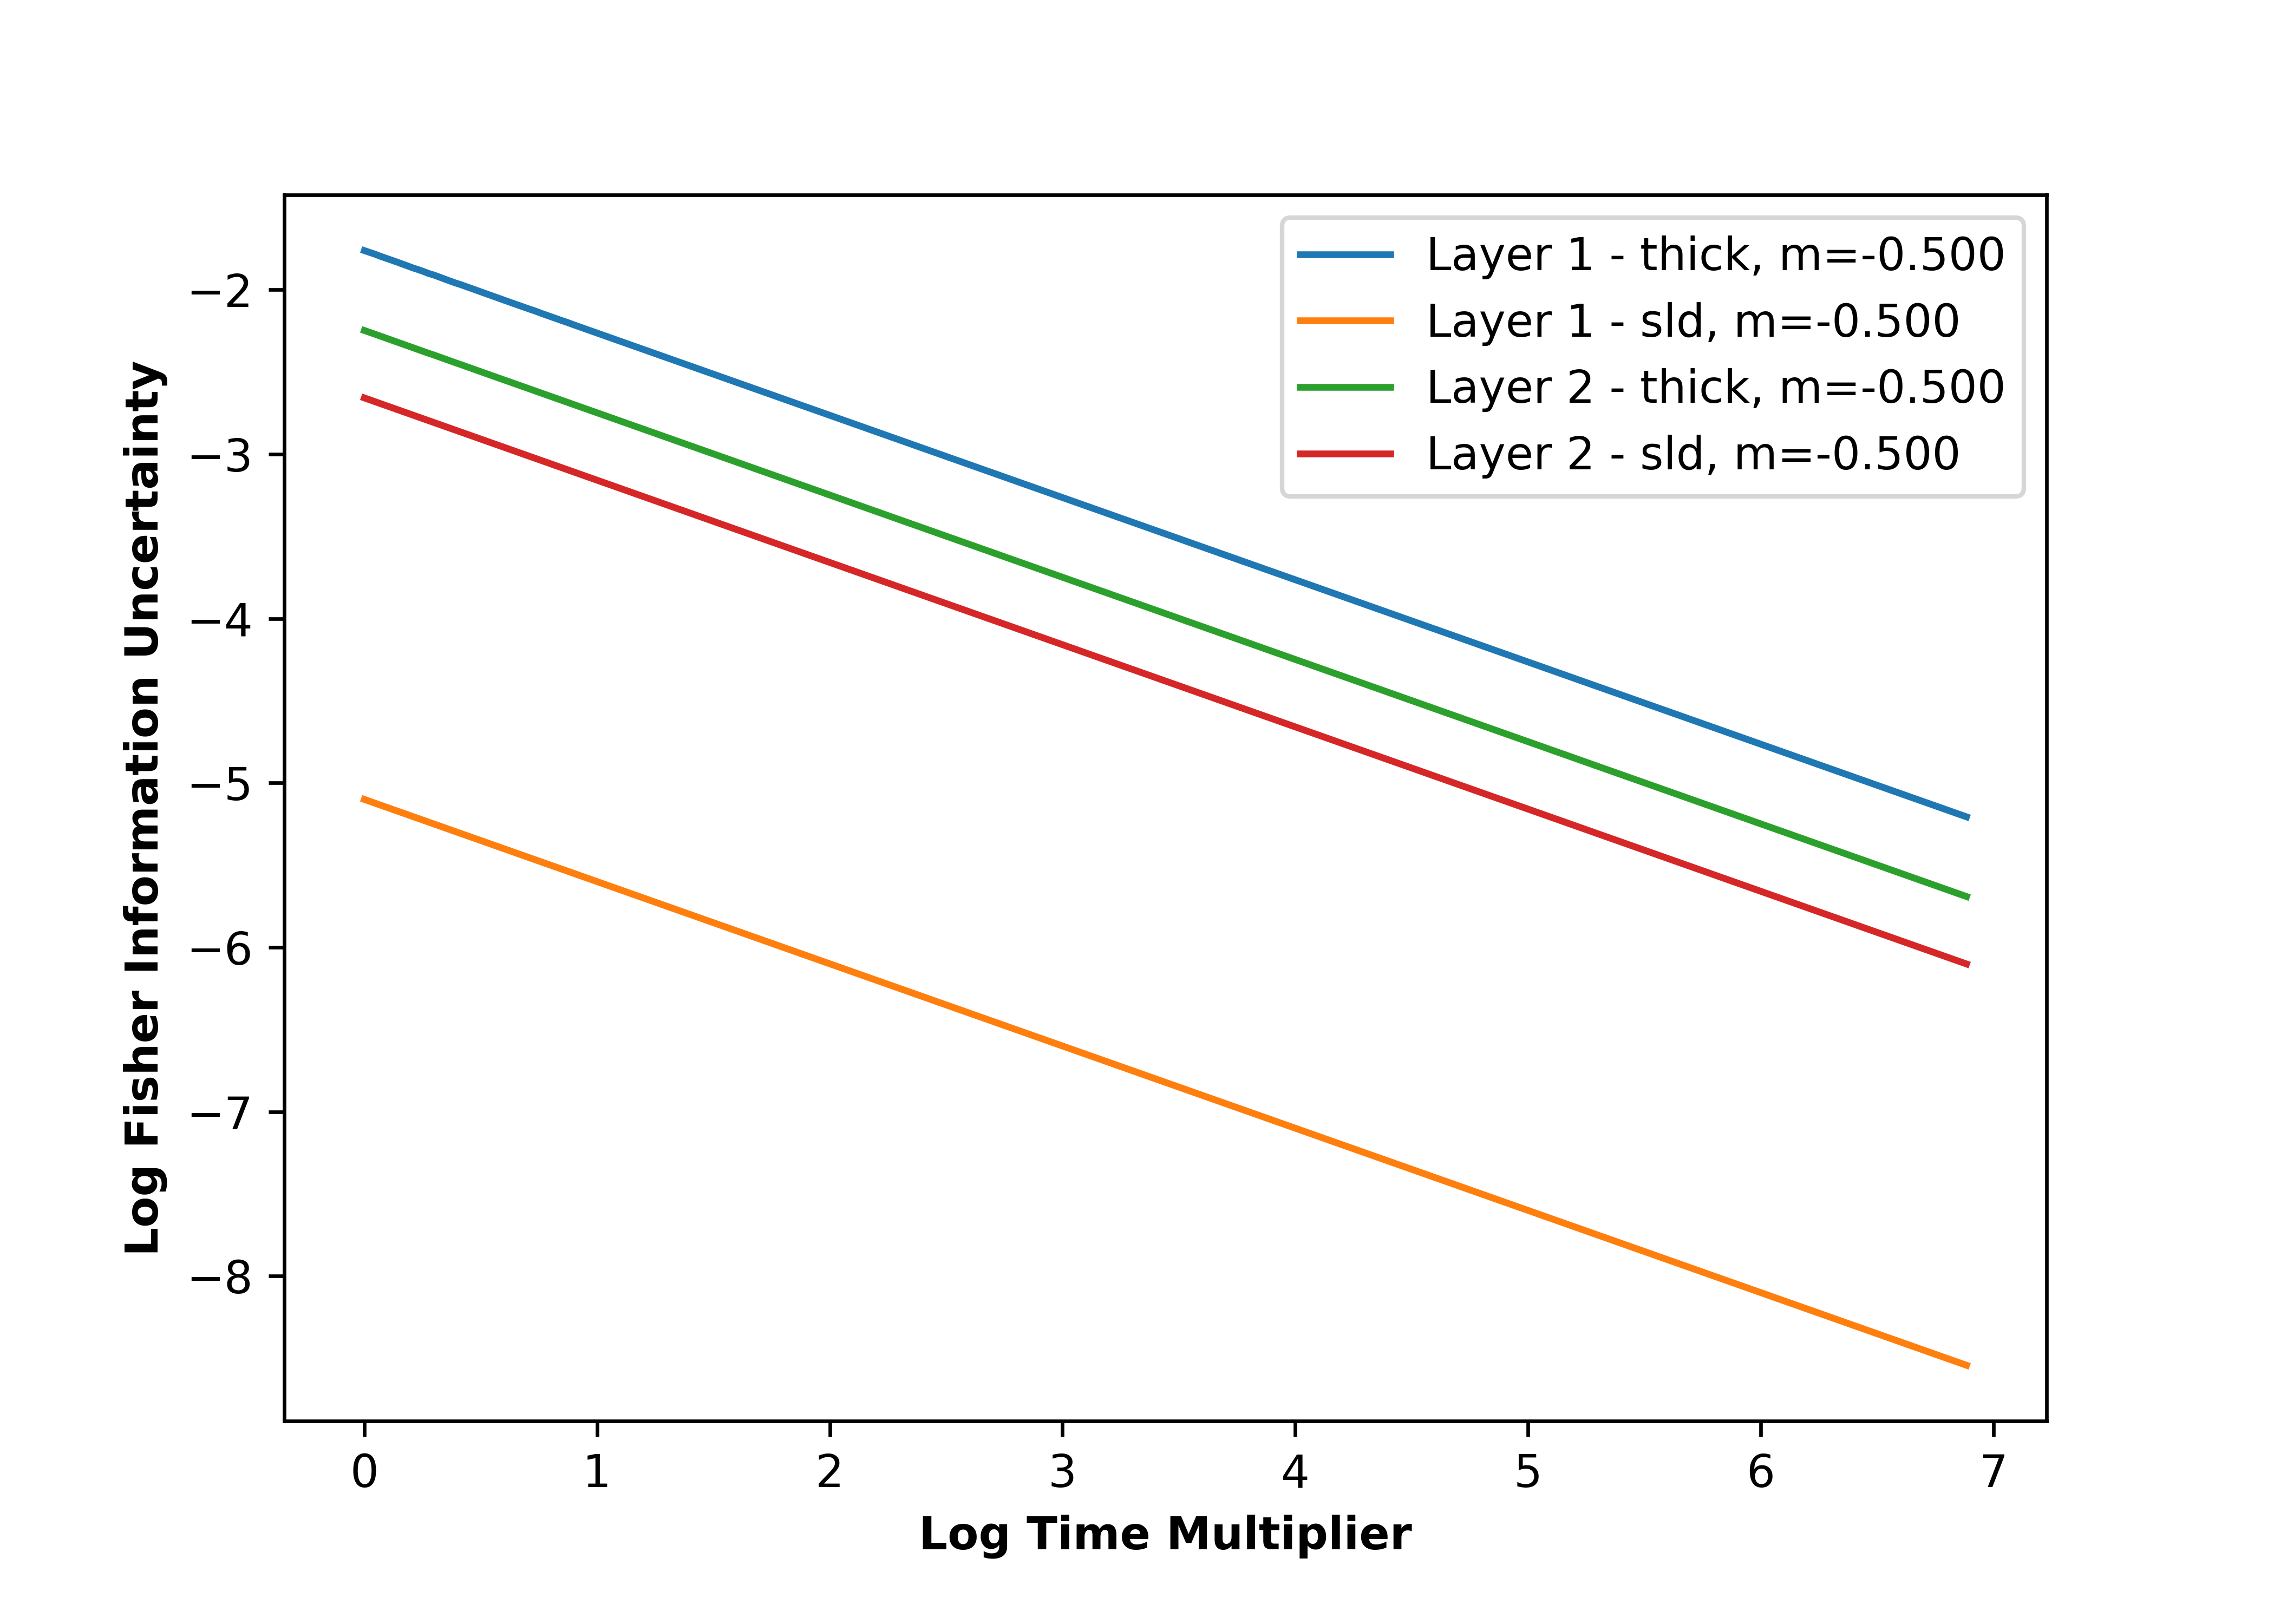 Layer 1 - thick, m=-0.500
Layer 1 - sld, m=-0.500
Layer 2 - thick, m=-0.500
Layer 2 - sld, m=-0.500
Log Fisher Information Uncertainty
−2
−3
−4
−5
−6
−7
−8
0 1 2 3 4 5 6 7
Log Time Multiplier